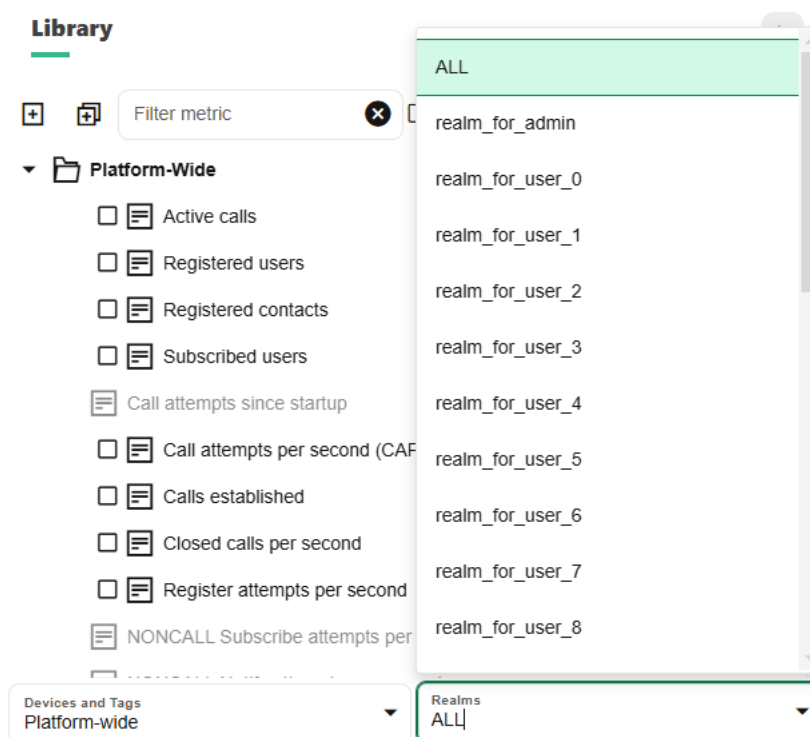 Library
Filter metric
Platform-Wide
Active calls
Registered users
Registered contacts
Subscribed users
Call attempts since startup
Call attempts per second (CAP
Calls established
Closed calls per second
Register attempts per second
NONCALL Subscribe attempts per
Devices and Tags
Platform-wide
ALL
realm_for_admin
realm_for_user_0
realm_for_user_1
realm_for_user_2
realm_for_user_3
realm_for_user_4
realm_for_user_5
realm_for_user_6
realm_for_user_7
realm_for_user_8
Realms
ALL